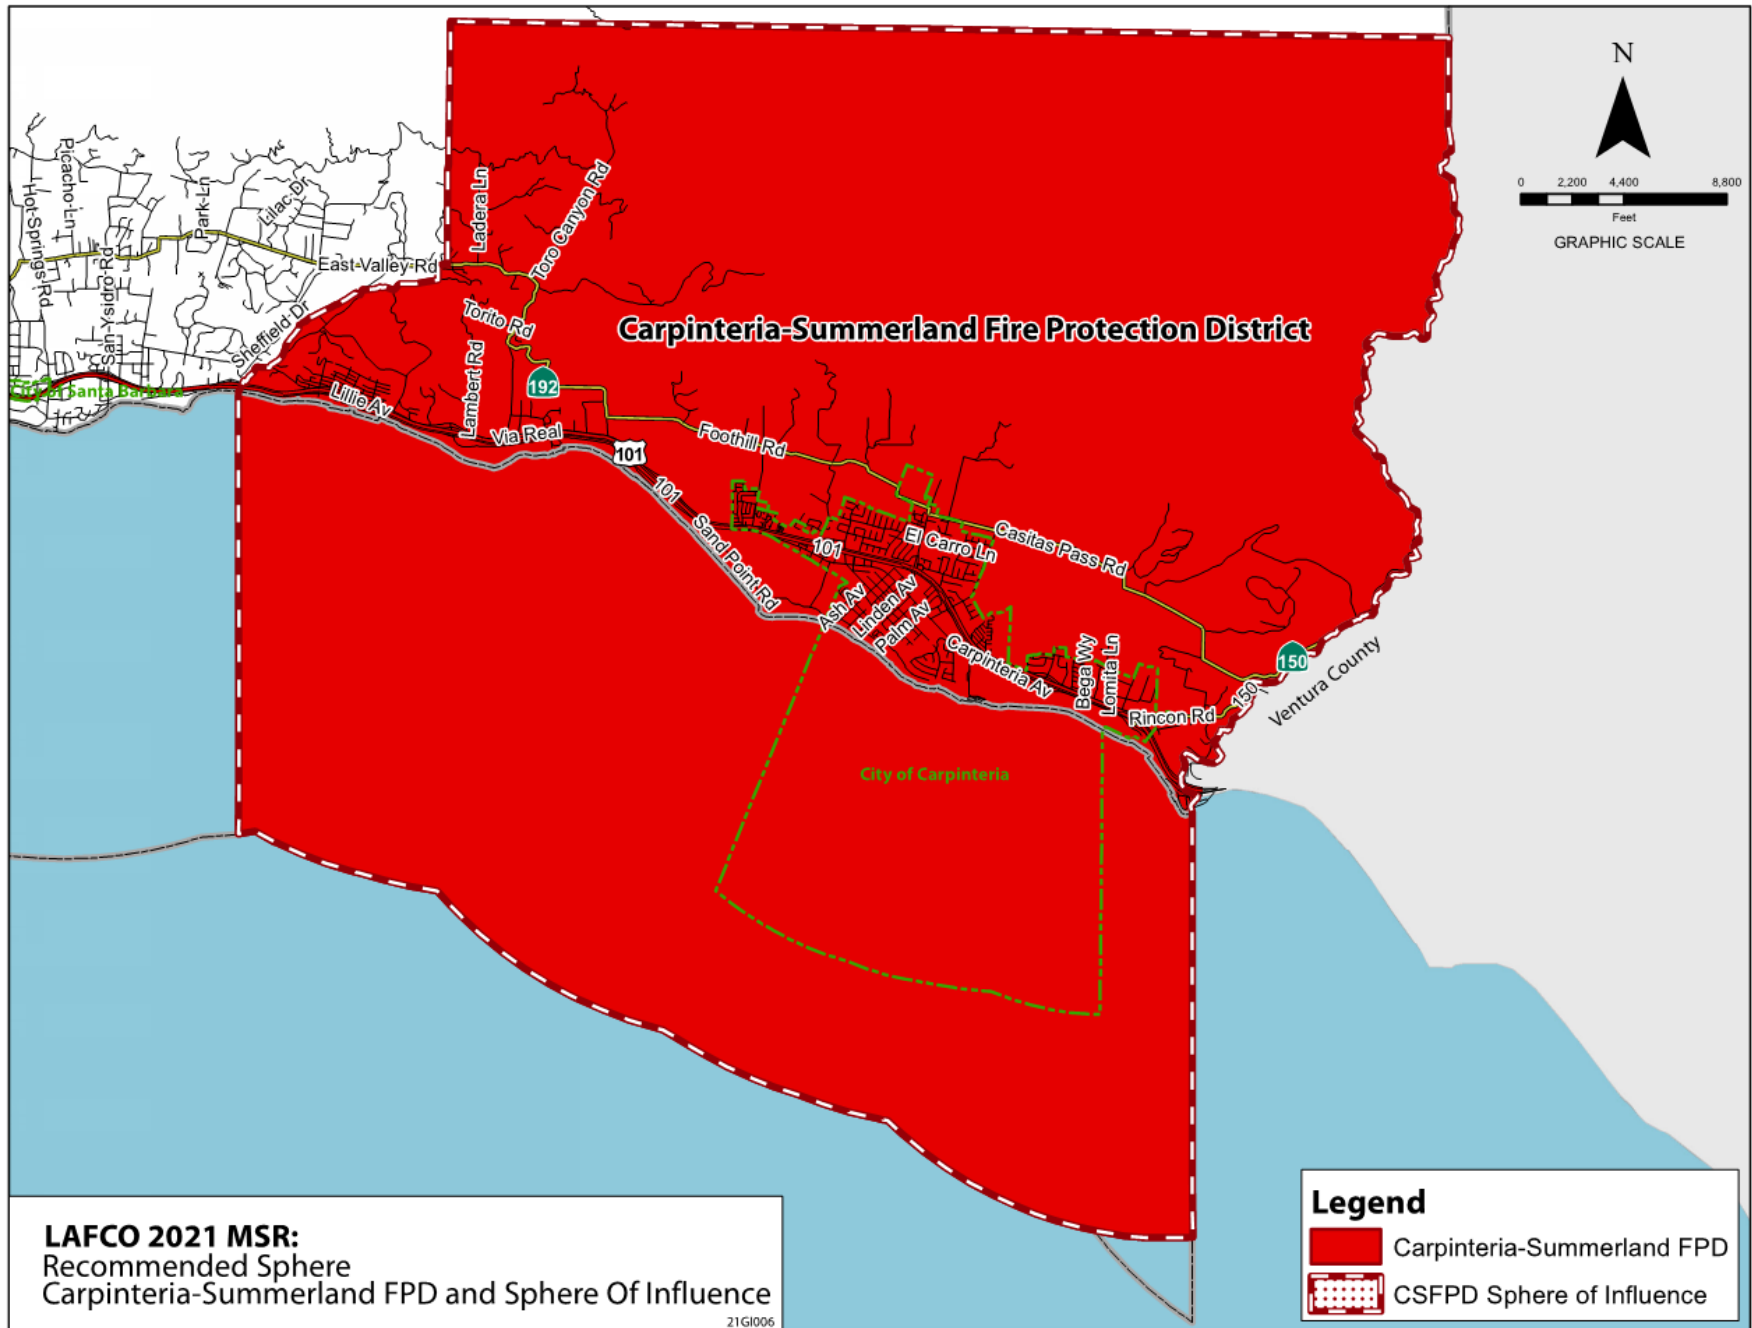 N
0 2,200 4,400 8,800
Feet
GRAPHIC SCALE
Hot-Springs Rd
Picacho-Ln
San-Ysidro-Rd
Park-Ln
Lilac-Dr
East Valley Rd
Sheffield-Dr
City of Santa Barbara
Ladera Ln
Toro Canyon Rd
Torito Rd
Carpinteria-Summerland Fire Protection District
Lambert Rd
192
Lillie Av
Via Real
101
Foothill Rd
101
Sand Point Rd
101
El Carro Ln
Casitas Pass Rd
Ash Av
Linden Av
Palm Av
Carpinteria Av
Bega Wy
Lomita Ln
Rincon Rd
150
150
Ventura County
City of Carpinteria
LAFCO 2021 MSR:
Recommended Sphere
Carpinteria-Summerland FPD and Sphere Of Influence
21GI006
Legend
Carpinteria-Summerland FPD
CSFPD Sphere of Influence